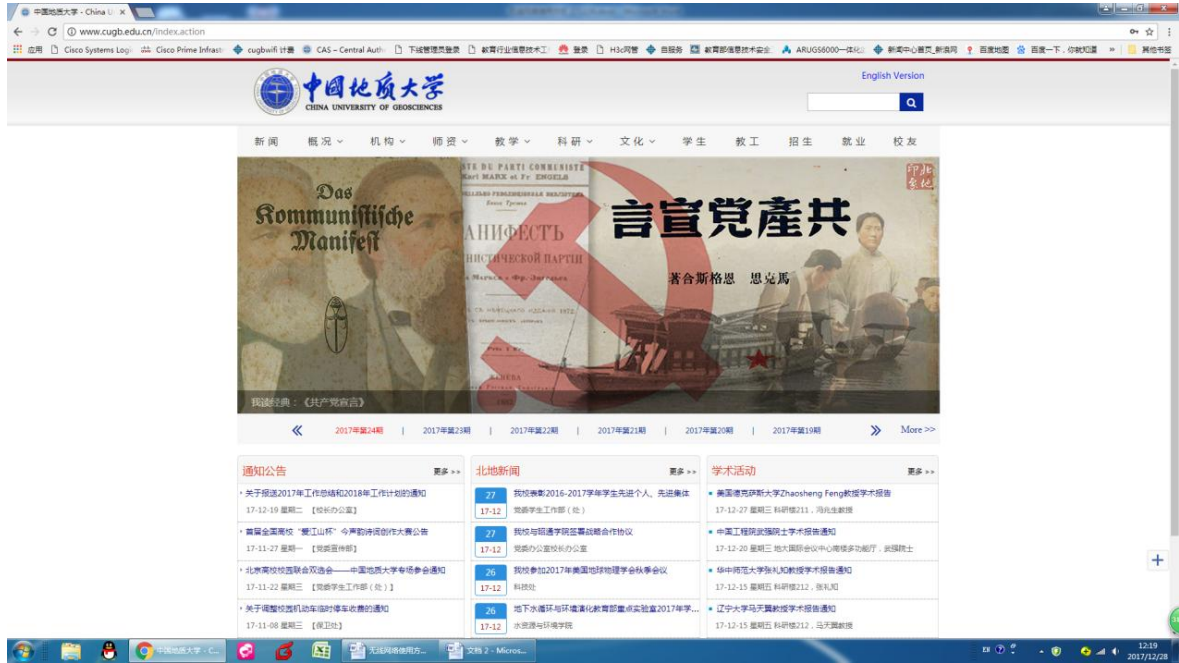 中国地质大学 - China U
www.cugb.edu.cn/index.action
应用 Cisco Systems Logi Cisco Prime Infrast cugbwifi 计费 CAS – Central Auth 下线管理员登录 教育行业信息技术工 登录 H3c网管 自服务 教育部信息技术安全 ARUGS6000一体化 新闻中心首页_新浪网 百度地图 百度一下，你就知道 » 其他书签
English Version
中国地质大学
CHINA UNIVERSITY OF GEOSCIENCES
新闻 概况 机构 师资 教学 科研 文化 学生 教工 招生 就业 校友
Das
Kommunistische
Manifest
KARL MARX et Fr ENGELS
言宣党產共
著合斯格恩 思克馬
我读经典：《共产党宣言》
« 2017年第24期 | 2017年第23期 | 2017年第22期 | 2017年第21期 | 2017年第20期 | 2017年第19期 » More >>
通知公告 更多 >>
关于报送2017年工作总结和2018年工作计划的通知
17-12-19 星期二 【校长办公室】
首届全国高校“爱江山杯”今声韵诗词创作大赛公告
17-11-27 星期一 【党委宣传部】
北京高校校园联合双选会——中国地质大学专场参会通知
17-11-22 星期三 【党委学生工作部（处）】
关于调整校园机动车临时停车收费的通知
17-11-08 星期三 【保卫处】
北地新闻 更多 >>
27 我校表彰2016-2017学年学生先进个人、先进集体
17-12 党委学生工作部（处）
27 我校与昭通学院签署战略合作协议
17-12 党委办公室校长办公室
26 我校参加2017年美国地球物理学会秋季会议
17-12 科技处
26 地下水循环与环境演化教育部重点实验室2017年学...
17-12 水资源与环境学院
学术活动 更多 >>
美国德克萨斯大学Zhaosheng Feng教授学术报告
17-12-27 星期三 科研楼211，冯兆生教授
中国工程院武强院士学术报告通知
17-12-20 星期三 地大国际会议中心南楼多功能厅，武强院士
华中师范大学张礼知教授学术报告通知
17-12-15 星期五 科研楼212，张礼知
辽宁大学马天翼教授学术报告通知
17-12-15 星期五 科研楼212，马天翼教授
中国地质大学 - C... 无线网络使用方... 文档 2 - Micros...
12:19
2017/12/28